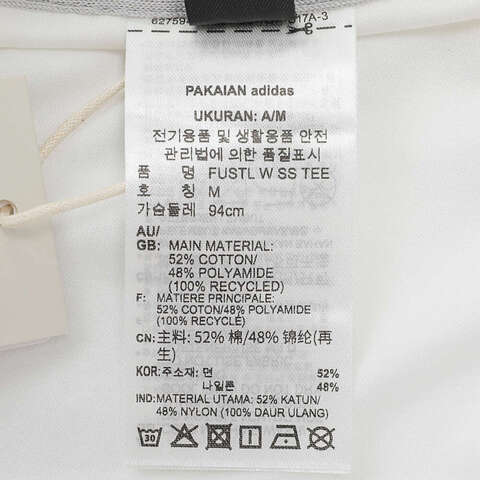 PAKAIAN adidas
UKURAN: A/M
전기용품 및 생활용품 안전
관리법에 의한 품질표시
품 명 FUSTL W SS TEE
호 칭 M
가슴둘레 94cm
AU/
GB: MAIN MATERIAL:
52% COTTON/
48% POLYAMIDE
(100% RECYCLED)
F: MATIERE PRINCIPALE:
52% COTON/48% POLYAMIDE
(100% RECYCLÉ)
CN: 主料: 52% 棉/48% 锦纶(再
生)
KOR: 주소재: 면 52%
나일론 48%
IND: MATERIAL UTAMA: 52% KATUN/
48% NYLON (100% DAUR ULANG)
30